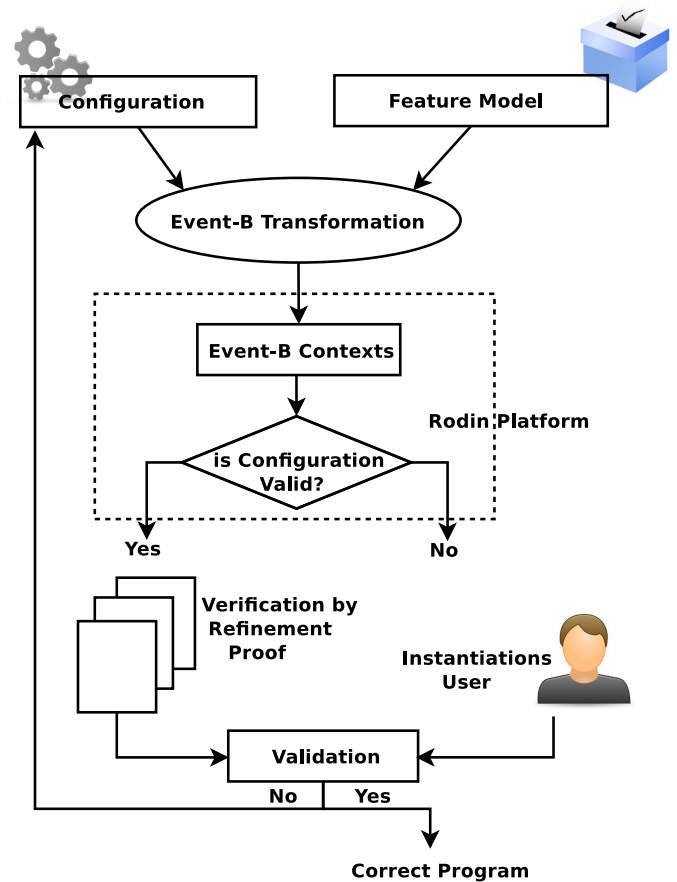 Configuration
Feature Model
Event-B Transformation
Event-B Contexts
Rodin Platform
is Configuration
Valid?
Yes
No
Verification by
Refinement
Proof
Instantiations
User
Validation
No
Yes
Correct Program